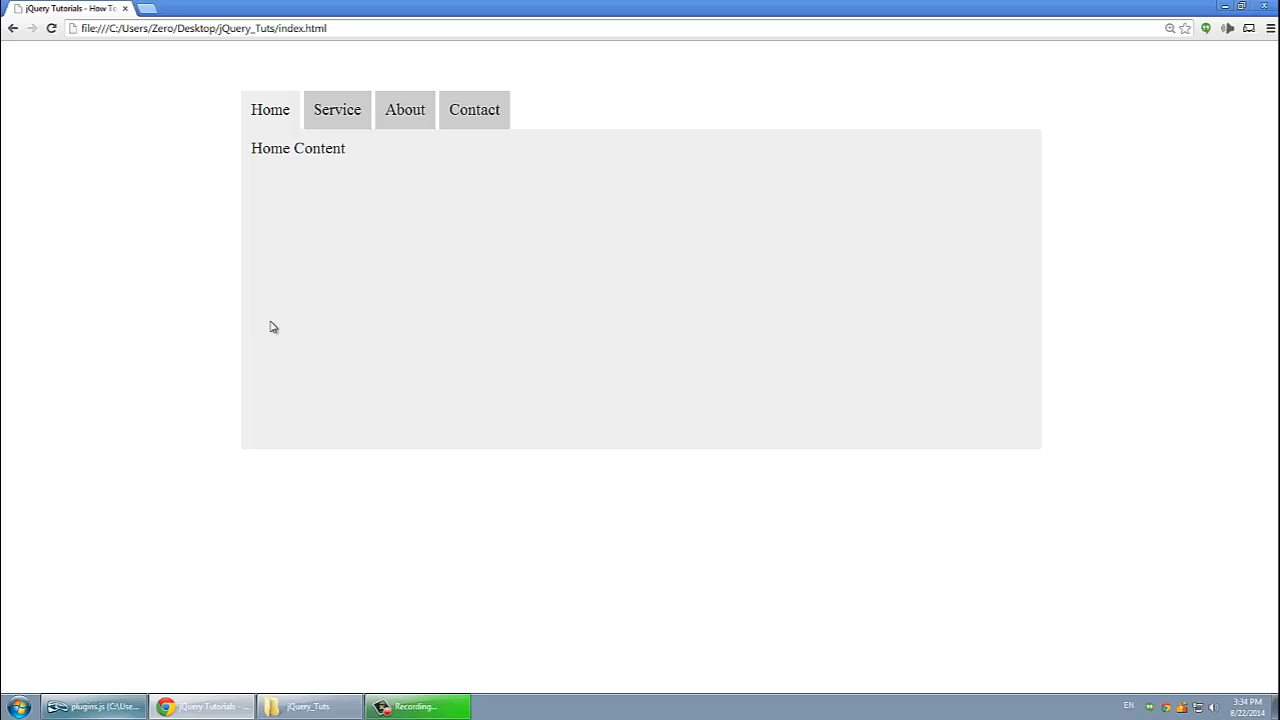 jQuery Tutorials - How To
file:///C:/Users/Zero/Desktop/jQuery_Tuts/index.html
Home Service About Contact
Home Content
plugins.js (C:\Use... jQuery Tutorials - ... jQuery_Tuts Recording... EN 3:34 PM
8/22/2014